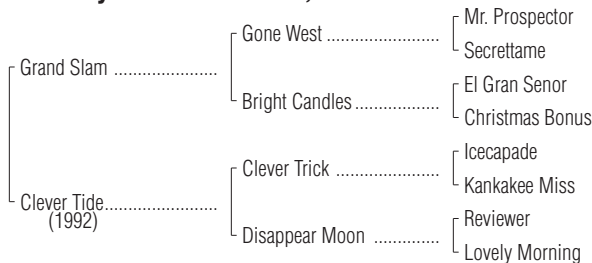 Mr. Prospector
Gone West ........................
Secrettame
Grand Slam ......................
El Gran Senor
Bright Candles ..................
Christmas Bonus
Icecapade
Clever Trick ......................
Kankakee Miss
Clever Tide........................
(1992)
Reviewer
Disappear Moon ..............
Lovely Morning